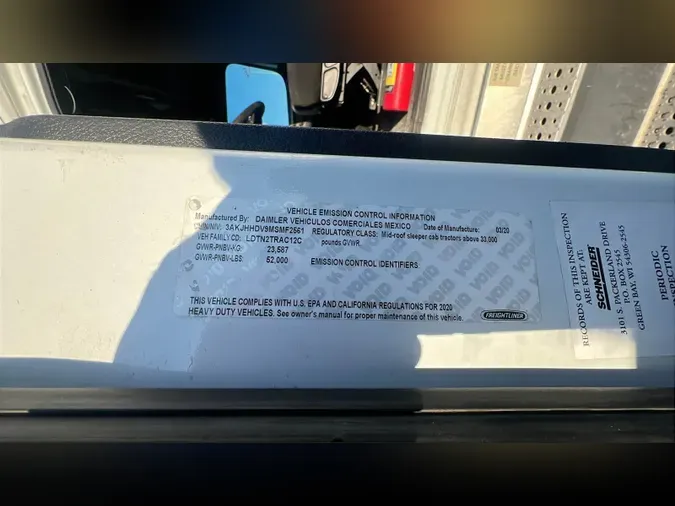 VEHICLE EMISSION CONTROL INFORMATION
Manufactured By: DAIMLER VEHICULOS COMERCIALES MEXICO Date of Manufacture: 03/20
VIN/NIV: 3AKJHHDV9MSMF2561 REGULATORY CLASS: Mid-roof sleeper cab tractors above 33,000
VEH FAMILY CD: LDTN2TRAC12C pounds GVWR.
GVWR-PNBV-KG: 23,587
GVWR-PNBV-LBS: 52,000 EMISSION CONTROL IDENTIFIERS:
THIS VEHICLE COMPLIES WITH U.S. EPA AND CALIFORNIA REGULATIONS FOR 2020
HEAVY DUTY VEHICLES. See owner's manual for proper maintenance of this vehicle.
FREIGHTLINER
RECORDS OF THIS INSPECTION
ARE KEPT AT:
SCHNEIDER
3101 S. PACKERLAND DRIVE
P.O. BOX 2545
GREEN BAY, WI 54306-2545
PERIODIC
INSPECTION